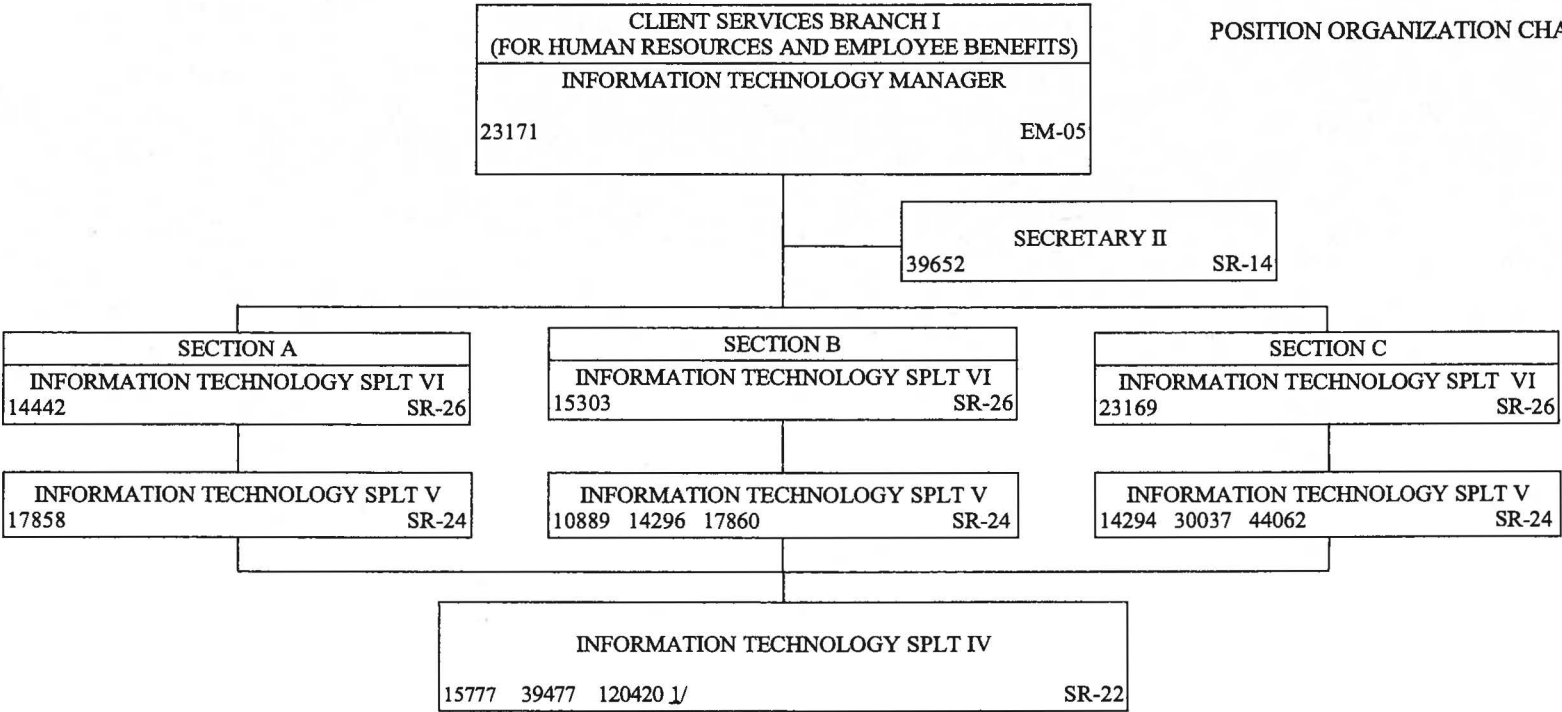 CLIENT SERVICES BRANCH I
(FOR HUMAN RESOURCES AND EMPLOYEE BENEFITS)
POSITION ORGANIZATION CHA
INFORMATION TECHNOLOGY MANAGER
23171 EM-05
SECRETARY II
39652 SR-14
SECTION A
INFORMATION TECHNOLOGY SPLT VI
14442 SR-26
SECTION B
INFORMATION TECHNOLOGY SPLT VI
15303 SR-26
SECTION C
INFORMATION TECHNOLOGY SPLT VI
23169 SR-26
INFORMATION TECHNOLOGY SPLT V
17858 SR-24
INFORMATION TECHNOLOGY SPLT V
10889 14296 17860 SR-24
INFORMATION TECHNOLOGY SPLT V
14294 30037 44062 SR-24
INFORMATION TECHNOLOGY SPLT IV
15777 39477 120420 1/ SR-22